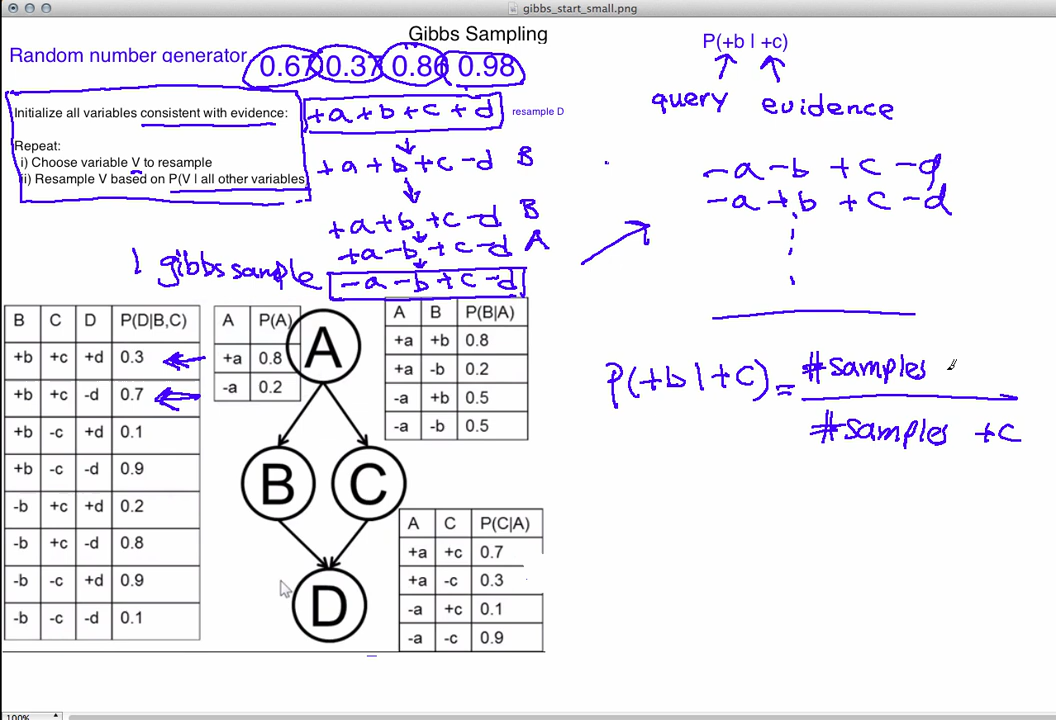 gibbs_start_small.png
Gibbs Sampling
Random number generator 0.67 0.37 0.86 0.98
Initialize all variables consistent with evidence: +a +b +c +d resample D
Repeat:
i) Choose variable V to resample
ii) Resample V based on P(V | all other variables
+a +b +c -d B
+a +b +c -d B
+a -b +c -d A
1 gibbs sample -a -b +c -d
P(+b | +c)
query evidence
-a -b +c -d
-a +b +c -d
P(+b | +c) = #samples
#samples +c
B C D P(D|B,C)
+b +c +d 0.3
+b +c -d 0.7
+b -c +d 0.1
+b -c -d 0.9
-b +c +d 0.2
-b +c -d 0.8
-b -c +d 0.9
-b -c -d 0.1
A P(A)
+a 0.8
-a 0.2
A B P(B|A)
+a +b 0.8
+a -b 0.2
-a +b 0.5
-a -b 0.5
A
B C
D
A C P(C|A)
+a +c 0.7
+a -c 0.3
-a +c 0.1
-a -c 0.9
100%